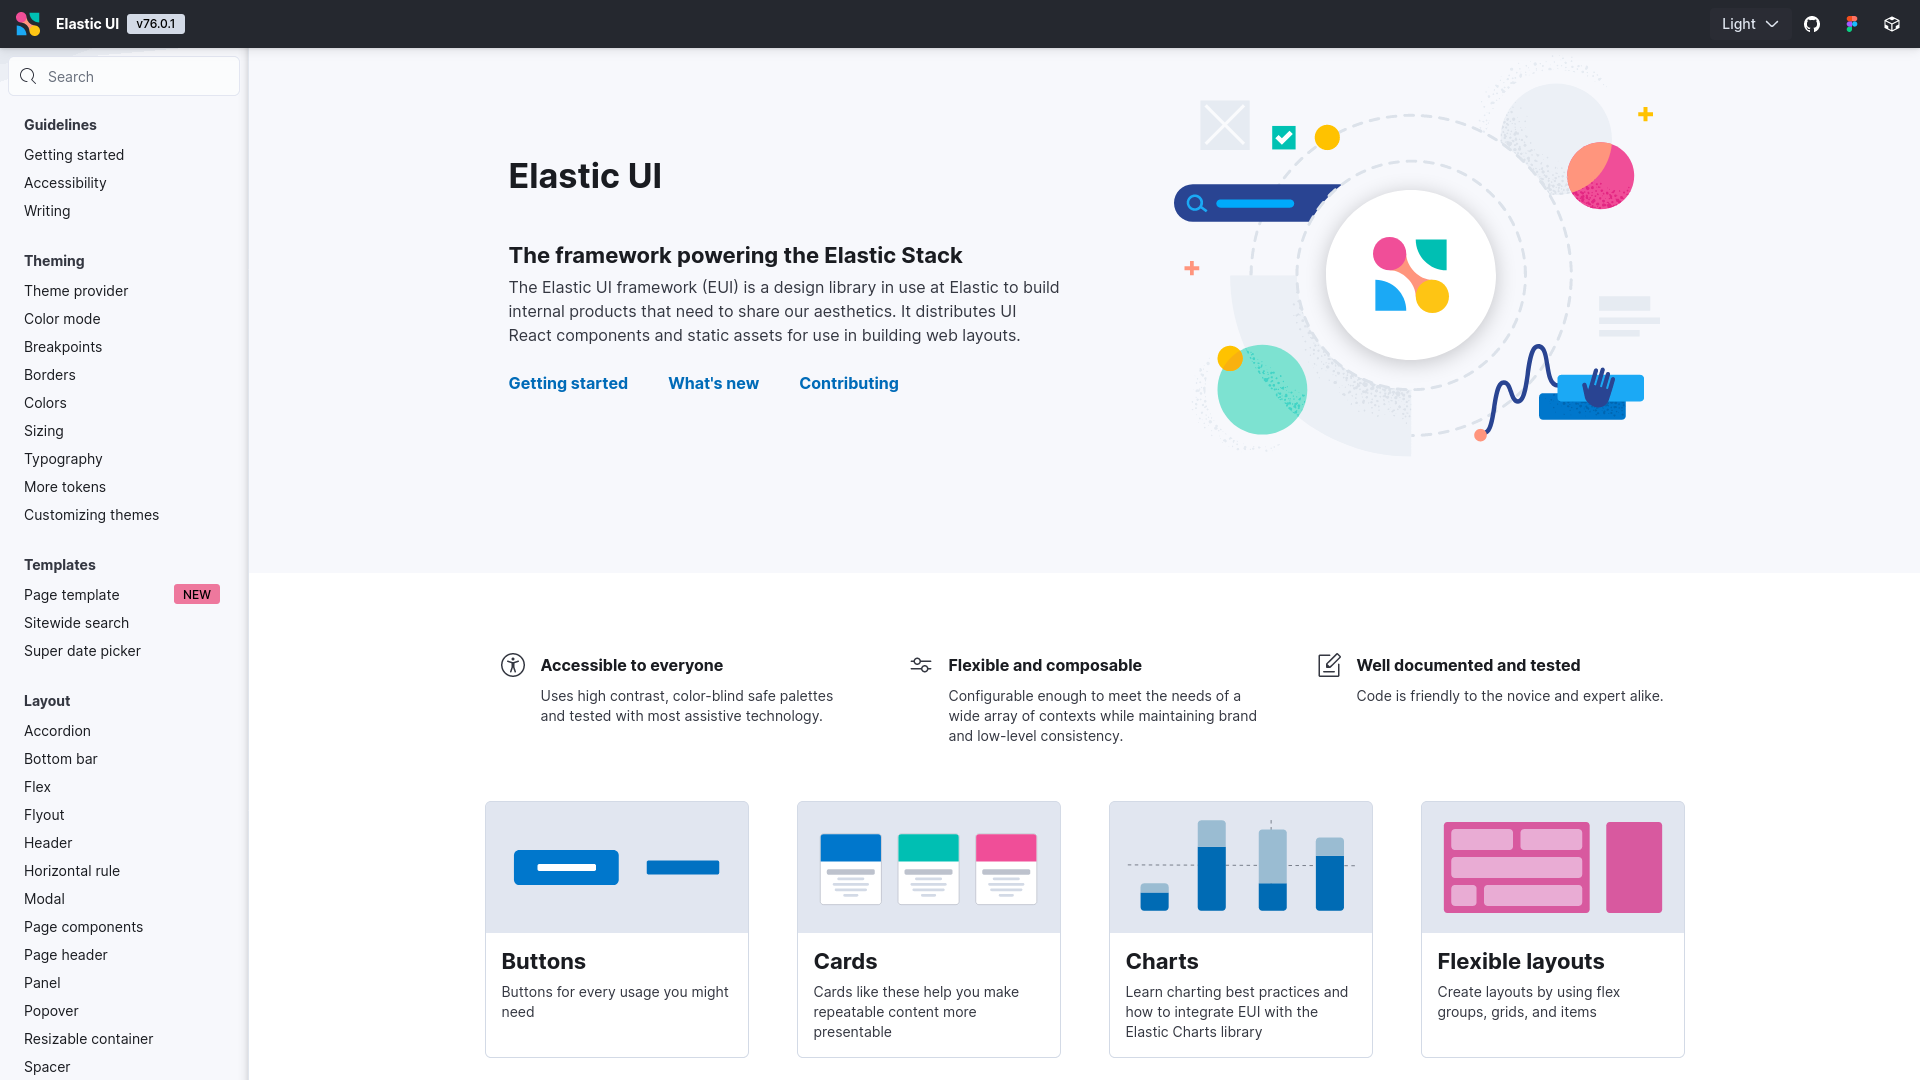 Elastic UI
v76.0.1
Light
Search
Guidelines
Getting started
Accessibility
Writing
Theming
Theme provider
Color mode
Breakpoints
Borders
Colors
Sizing
Typography
More tokens
Customizing themes
Templates
Page template
NEW
Sitewide search
Super date picker
Layout
Accordion
Bottom bar
Flex
Flyout
Header
Horizontal rule
Modal
Page components
Page header
Panel
Popover
Resizable container
Spacer
Elastic UI
The framework powering the Elastic Stack
The Elastic UI framework (EUI) is a design library in use at Elastic to build
internal products that need to share our aesthetics. It distributes UI
React components and static assets for use in building web layouts.
Getting started
What's new
Contributing
Accessible to everyone
Uses high contrast, color-blind safe palettes
and tested with most assistive technology.
Flexible and composable
Configurable enough to meet the needs of a
wide array of contexts while maintaining brand
and low-level consistency.
Well documented and tested
Code is friendly to the novice and expert alike.
Buttons
Buttons for every usage you might
need
Cards
Cards like these help you make
repeatable content more
presentable
Charts
Learn charting best practices and
how to integrate EUI with the
Elastic Charts library
Flexible layouts
Create layouts by using flex
groups, grids, and items